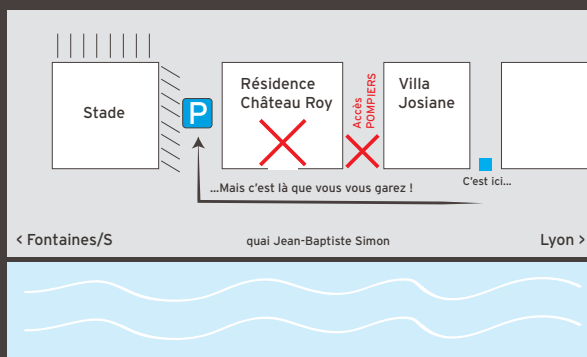 Stade
P
Résidence
Château Roy
Accès
POMPIERS
Villa
Josiane
C'est ici...
...Mais c'est là que vous vous garez !
< Fontaines/S
quai Jean-Baptiste Simon
Lyon >